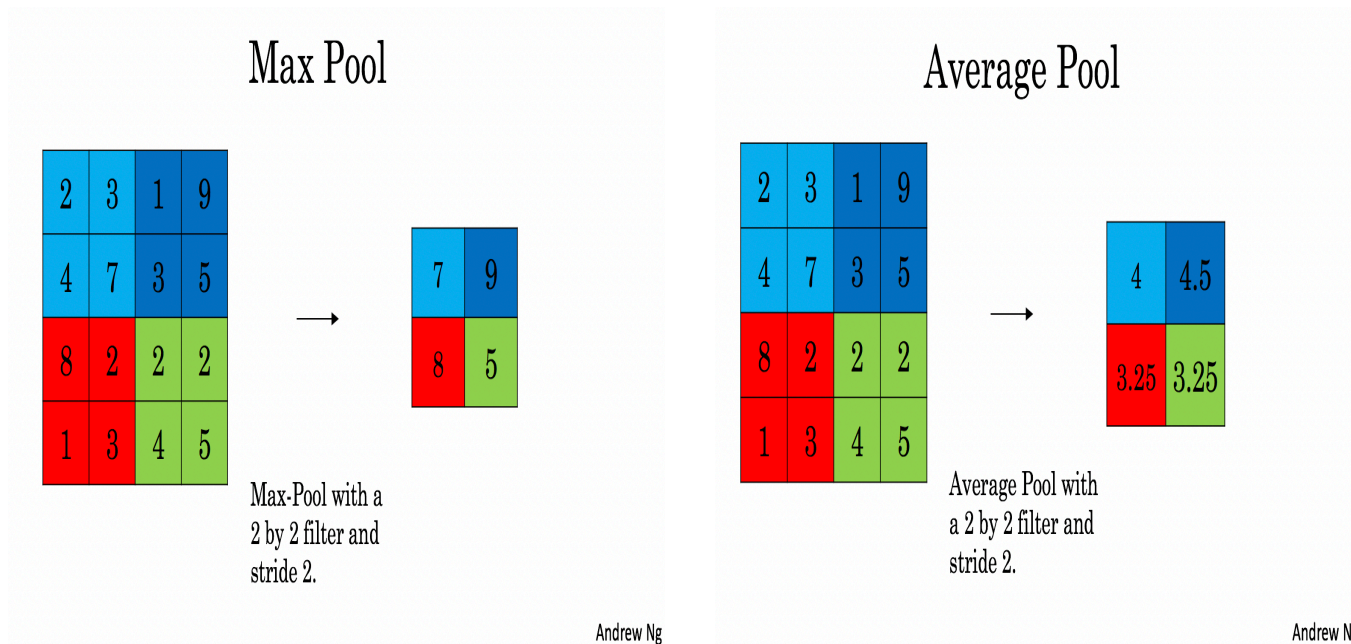 Max Pool
2 3 1 9
4 7 3 5
8 2 2 2
1 3 4 5
7 9
8 5
Max-Pool with a
2 by 2 filter and
stride 2.
Andrew Ng
Average Pool
2 3 1 9
4 7 3 5
8 2 2 2
1 3 4 5
4 4.5
3.25 3.25
Average Pool with
a 2 by 2 filter and
stride 2.
Andrew N